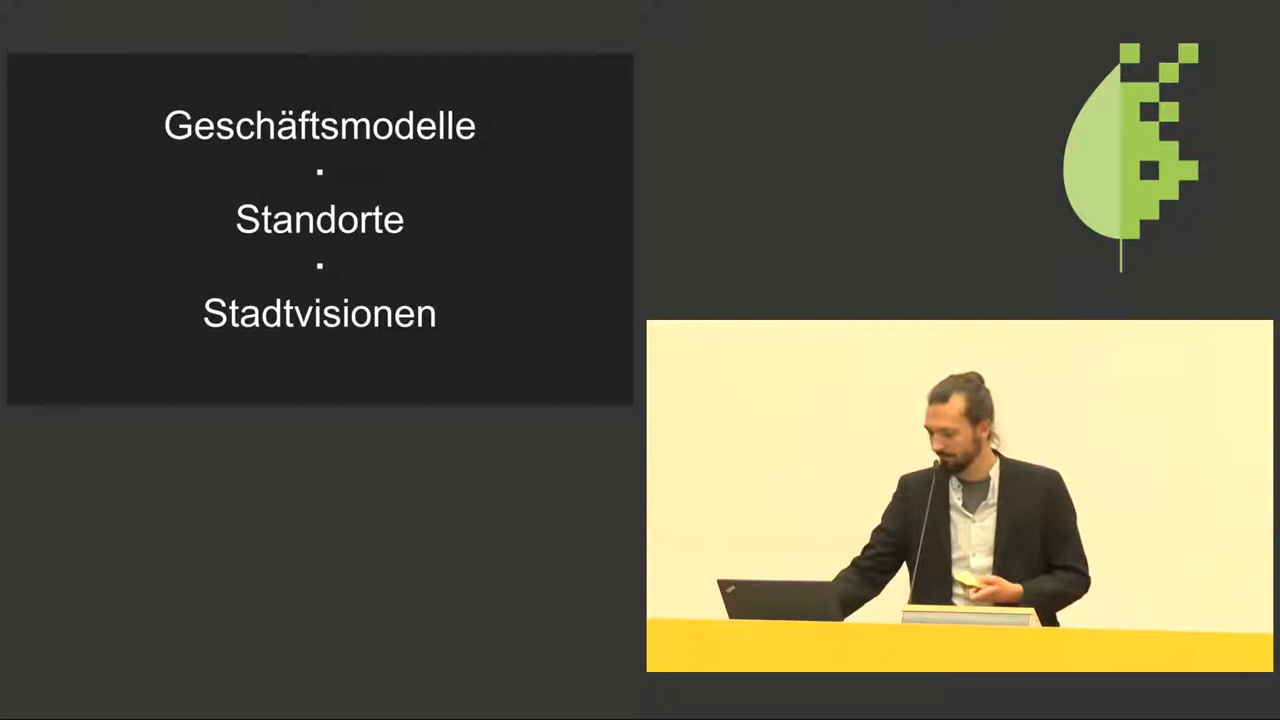 Geschäftsmodelle
·
Standorte
·
Stadtvisionen